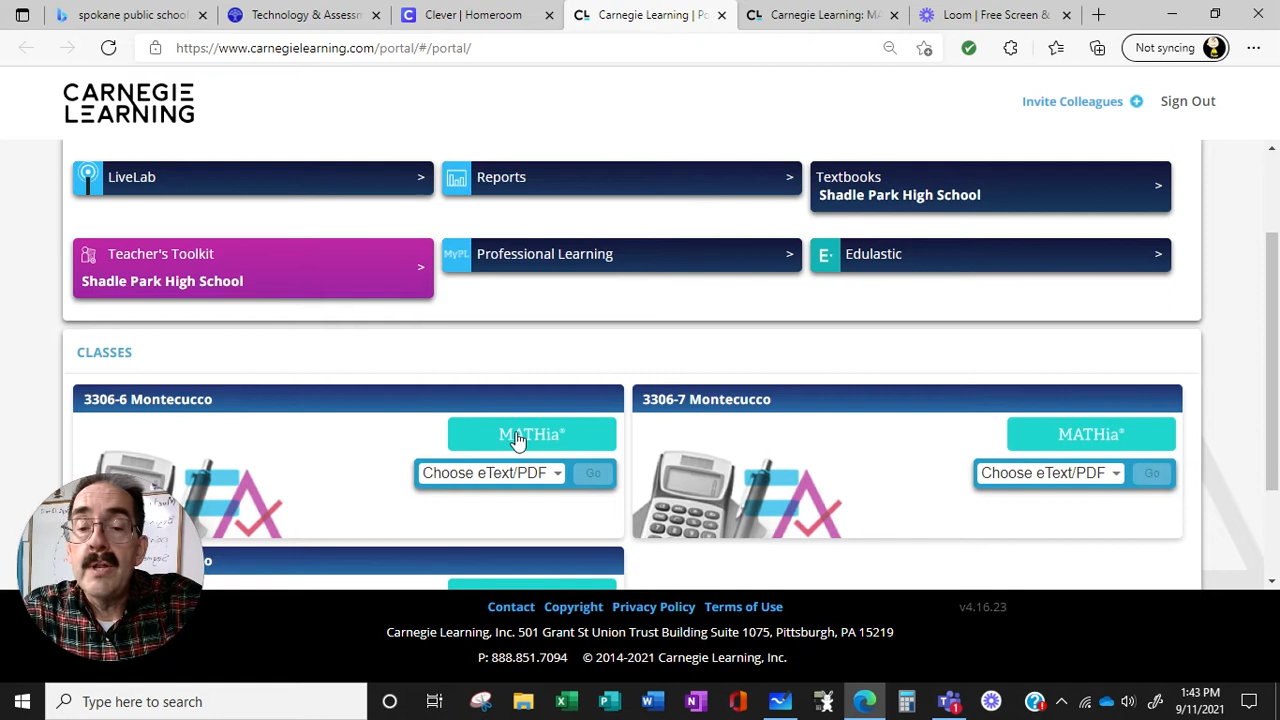 spokane public school
Technology & Assessm
Clever | Homeroom
Carnegie Learning | Po
Carnegie Learning: MA
Loom | Free Screen &
https://www.carnegielearning.com/portal/#/portal/
Not syncing
CARNEGIE
LEARNING
Invite Colleagues
Sign Out
LiveLab >
Reports >
Textbooks
Shadle Park High School >
Teacher's Toolkit
Shadle Park High School >
MyPL Professional Learning >
E Edulastic >
CLASSES
3306-6 Montecucco
3306-7 Montecucco
MATHia®
MATHia®
Choose eText/PDF Go
Choose eText/PDF Go
o
Contact Copyright Privacy Policy Terms of Use
v4.16.23
Carnegie Learning, Inc. 501 Grant St Union Trust Building Suite 1075, Pittsburgh, PA 15219
P: 888.851.7094 © 2014-2021 Carnegie Learning, Inc.
Type here to search
1:43 PM
9/11/2021